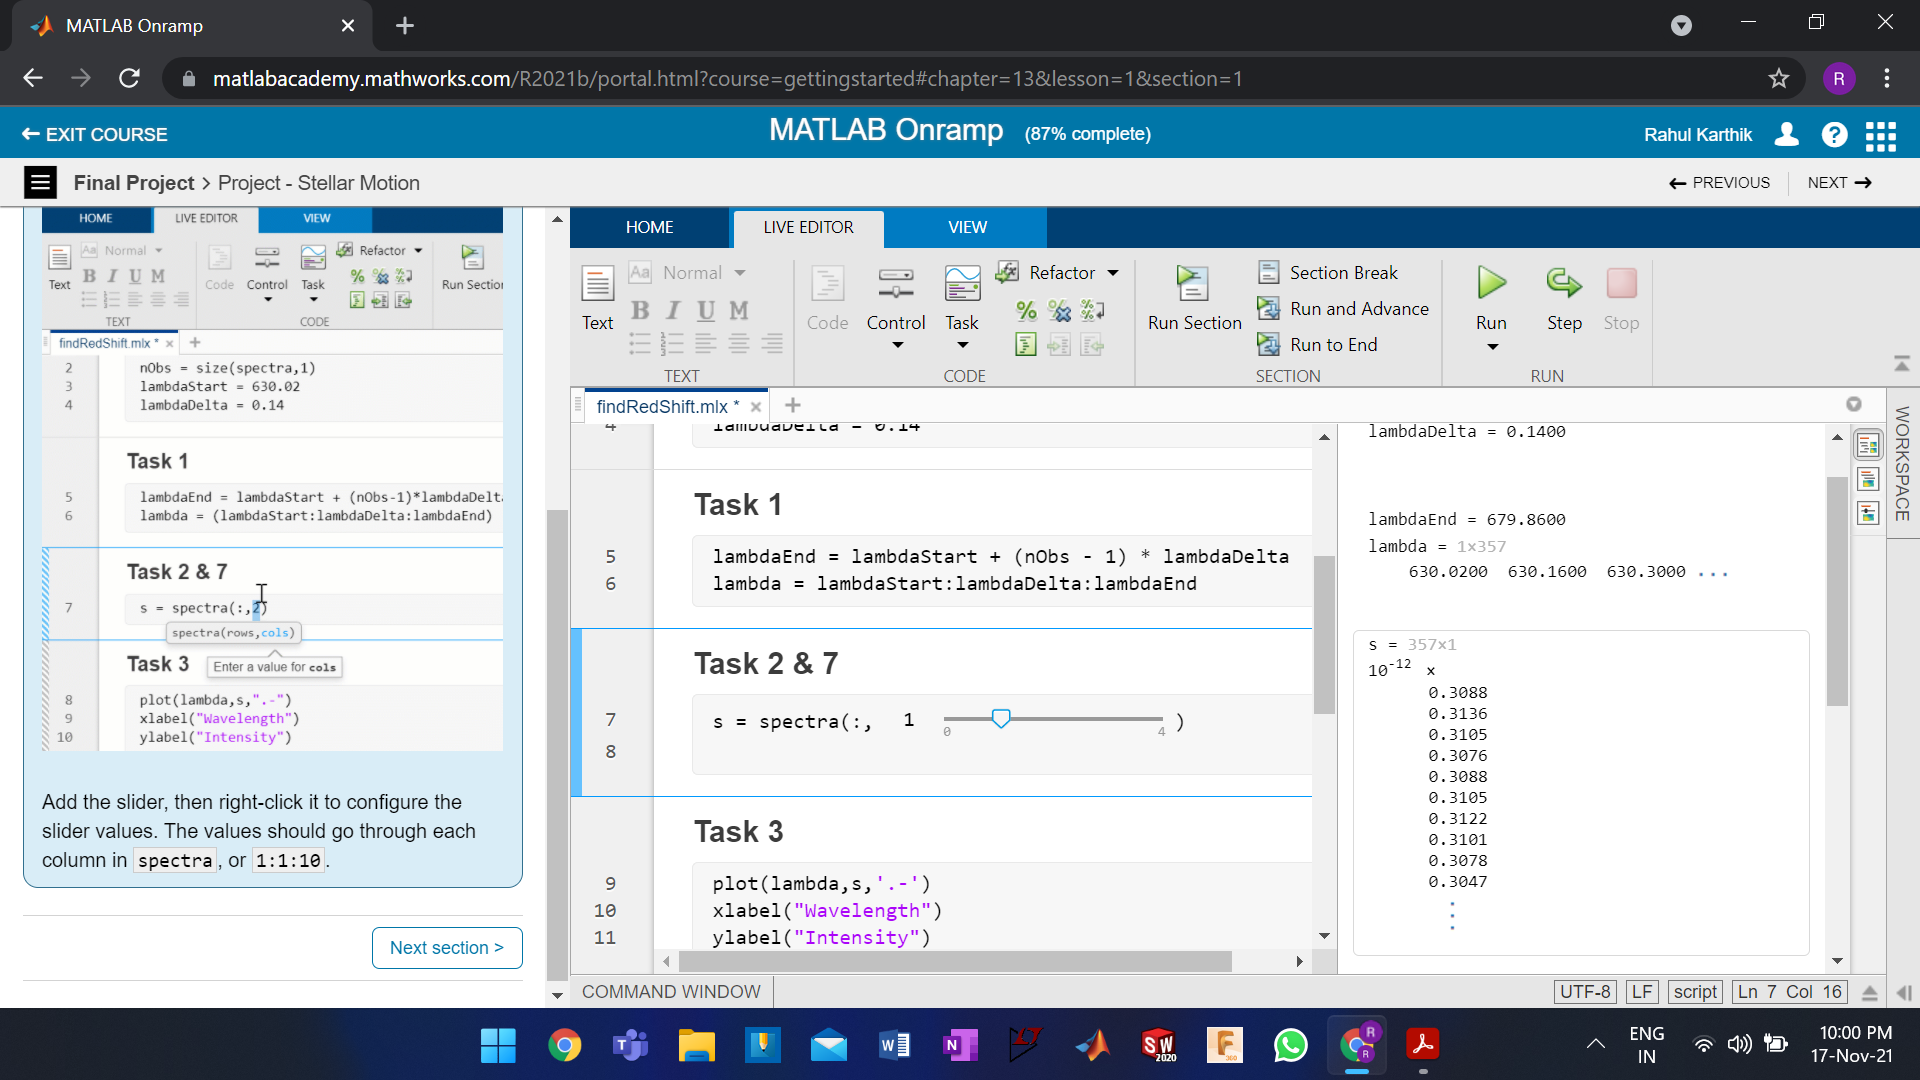 MATLAB Onramp
matlabacademy.mathworks.com/R2021b/portal.html?course=gettingstarted#chapter=13&lesson=1&section=1
R
EXIT COURSE
MATLAB Onramp (87% complete)
Rahul Karthik
Final Project > Project - Stellar Motion
PREVIOUS
NEXT
HOME LIVE EDITOR VIEW
Aa Normal
Refactor
B I U M
Text
Code Control Task
Run Section
TEXT
CODE
findRedShift.mlx *
2 nObs = size(spectra,1)
3 lambdaStart = 630.02
4 lambdaDelta = 0.14
Task 1
5 lambdaEnd = lambdaStart + (nObs-1)*lambdaDelt
6 lambda = (lambdaStart:lambdaDelta:lambdaEnd)
Task 2 & 7
7 s = spectra(:,2)
spectra(rows,cols)
Task 3
Enter a value for cols
8 plot(lambda,s,".-")
9 xlabel("Wavelength")
10 ylabel("Intensity")
Add the slider, then right-click it to configure the
slider values. The values should go through each
column in spectra, or 1:1:10.
Next section >
HOME LIVE EDITOR VIEW
Aa Normal
Refactor
Section Break
B I U M
Text
Code Control Task
Run Section
Run and Advance
Run Step Stop
Run to End
TEXT CODE SECTION RUN
findRedShift.mlx *
4 lambdaDelta = 0.14
Task 1
5 lambdaEnd = lambdaStart + (nObs - 1) * lambdaDelta
6 lambda = lambdaStart:lambdaDelta:lambdaEnd
Task 2 & 7
7 s = spectra(:, 1 )
0 4
8
Task 3
9 plot(lambda,s,'.-')
10 xlabel("Wavelength")
11 ylabel("Intensity")
lambdaDelta = 0.1400
lambdaEnd = 679.8600
lambda = 1x357
630.0200 630.1600 630.3000 ...
s = 357x1
10-12 x
0.3088
0.3136
0.3105
0.3076
0.3088
0.3105
0.3122
0.3101
0.3078
0.3047
WORKSPACE
COMMAND WINDOW
UTF-8 LF script Ln 7 Col 16
SW
2020
F
360
R
R
ENG
IN
10:00 PM
17-Nov-21